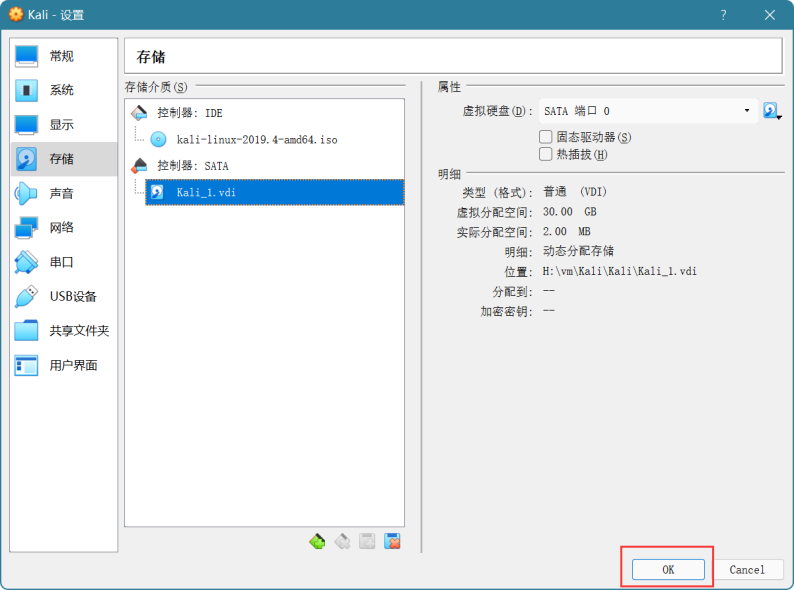 Kali - 设置
?
常规
系统
显示
存储
声音
网络
串口
USB设备
共享文件夹
用户界面
存储
存储介质(S)
控制器: IDE
kali-linux-2019.4-amd64.iso
控制器: SATA
Kali_1.vdi
属性
虚拟硬盘(D): SATA 端口 0
固态驱动器(S)
热插拔(H)
明细
类型 (格式): 普通 (VDI)
虚拟分配空间: 30.00 GB
实际分配空间: 2.00 MB
明细: 动态分配存储
位置: H:\vm\Kali\Kali\Kali_1.vdi
分配到: --
加密密钥: --
OK Cancel